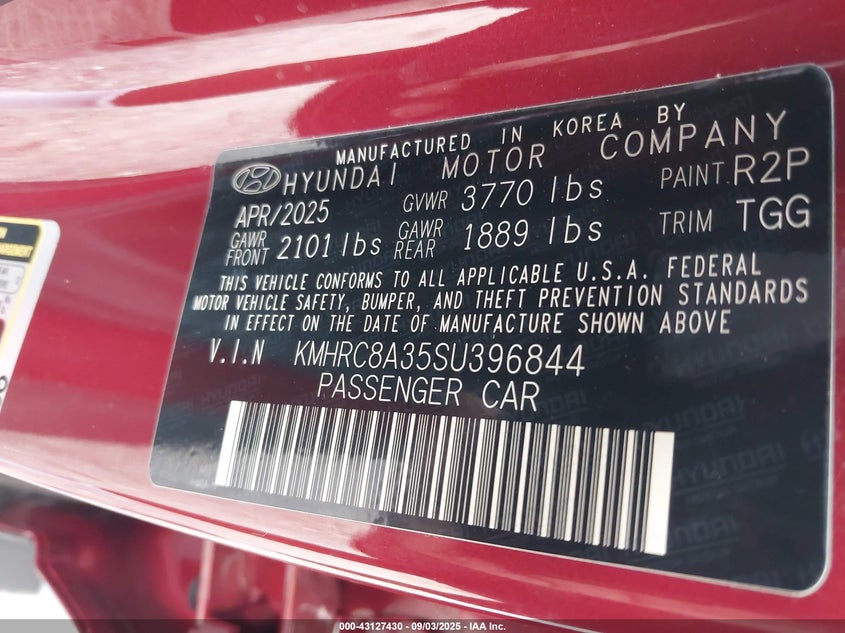 MANUFACTURED IN KOREA BY
HYUNDAI MOTOR COMPANY
APR/2025 GVWR 3770 lbs PAINT R2P
GAWR FRONT 2101 lbs GAWR REAR 1889 lbs TRIM TGG
THIS VEHICLE CONFORMS TO ALL APPLICABLE U.S.A. FEDERAL
MOTOR VEHICLE SAFETY, BUMPER, AND THEFT PREVENTION STANDARDS
IN EFFECT ON THE DATE OF MANUFACTURE SHOWN ABOVE
V.I.N KMHRC8A35SU396844
PASSENGER CAR
000-43127430 - 09/03/2025 - IAA Inc.